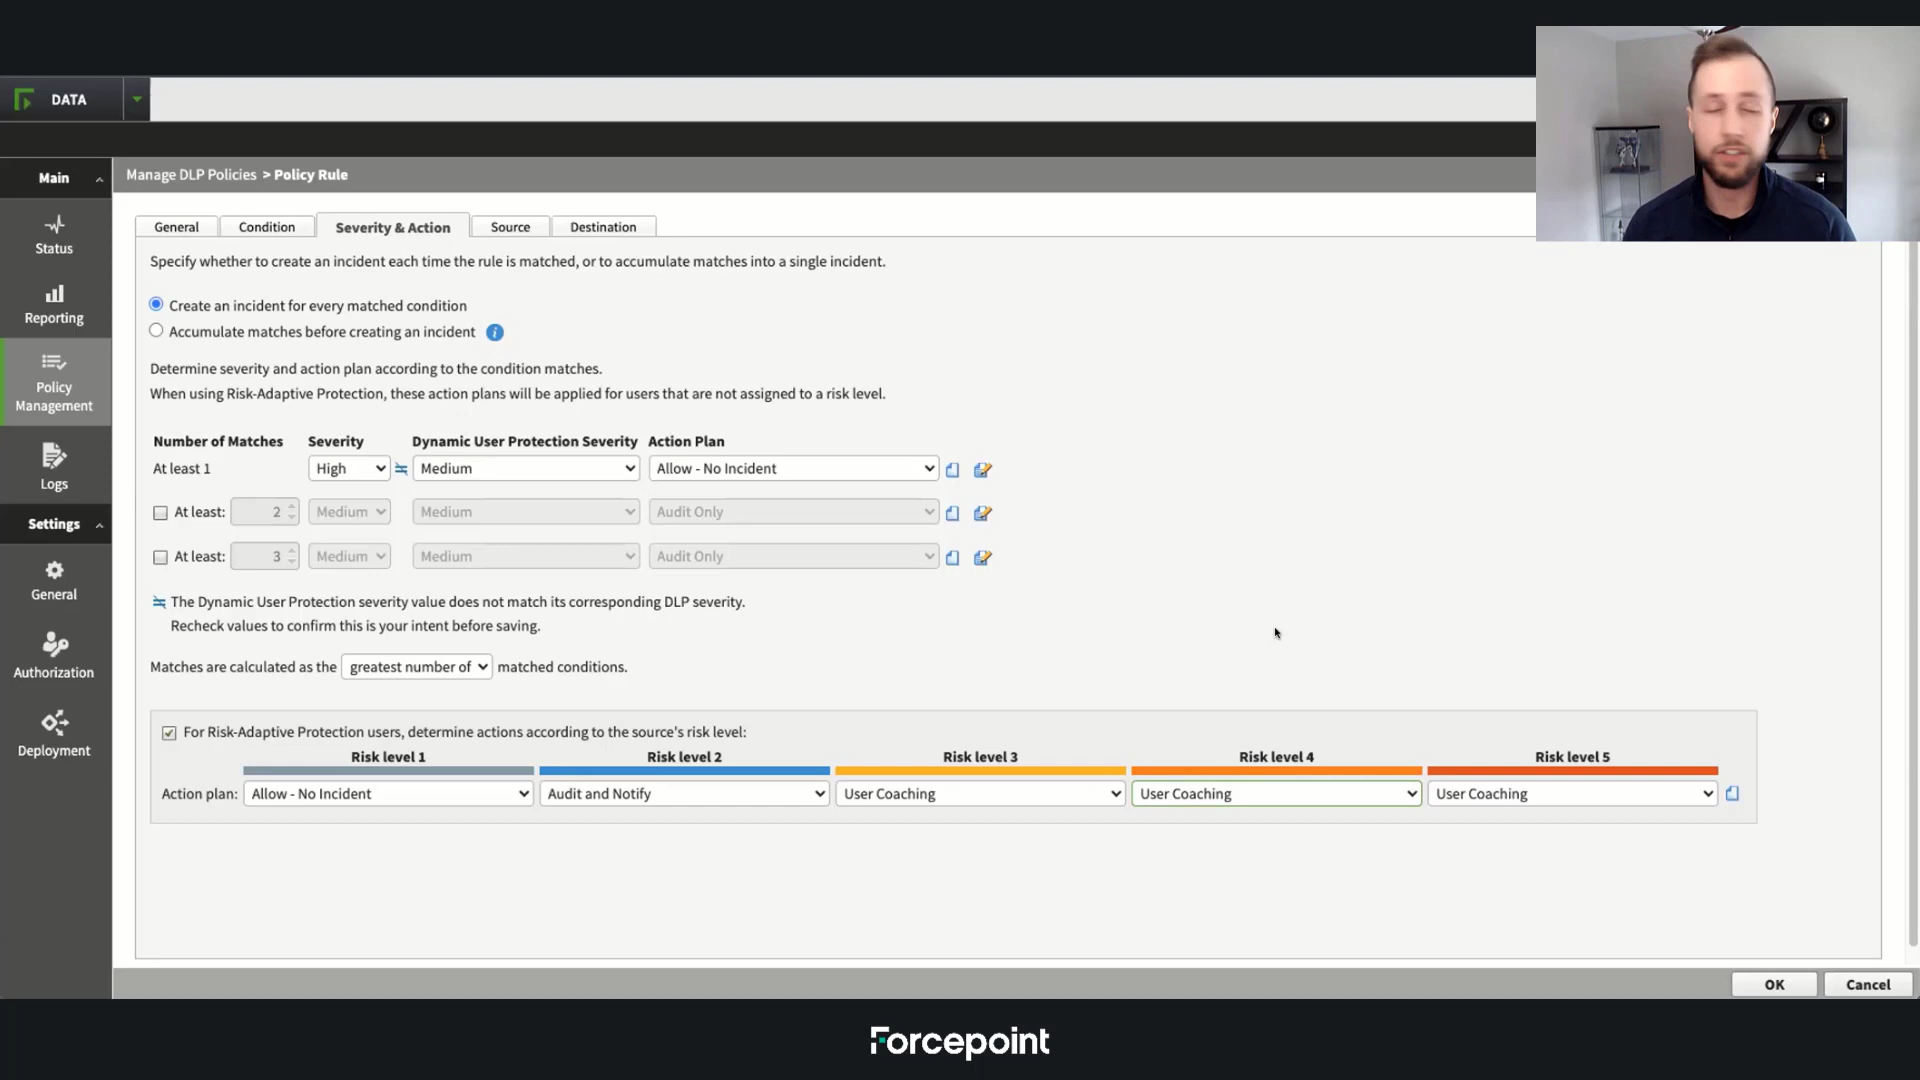 DATA
Main
Status
Reporting
Policy
Management
Logs
Settings
General
Authorization
Deployment
Manage DLP Policies > Policy Rule
General Condition Severity & Action Source Destination
Specify whether to create an incident each time the rule is matched, or to accumulate matches into a single incident.
Create an incident for every matched condition
Accumulate matches before creating an incident i
Determine severity and action plan according to the condition matches.
When using Risk-Adaptive Protection, these action plans will be applied for users that are not assigned to a risk level.
Number of Matches Severity Dynamic User Protection Severity Action Plan
At least 1 High Medium Allow - No Incident
At least: 2 Medium Medium Audit Only
At least: 3 Medium Medium Audit Only
The Dynamic User Protection severity value does not match its corresponding DLP severity.
Recheck values to confirm this is your intent before saving.
Matches are calculated as the greatest number of matched conditions.
For Risk-Adaptive Protection users, determine actions according to the source's risk level:
Risk level 1 Risk level 2 Risk level 3 Risk level 4 Risk level 5
Action plan: Allow - No Incident Audit and Notify User Coaching User Coaching User Coaching
OK Cancel
Forcepoint